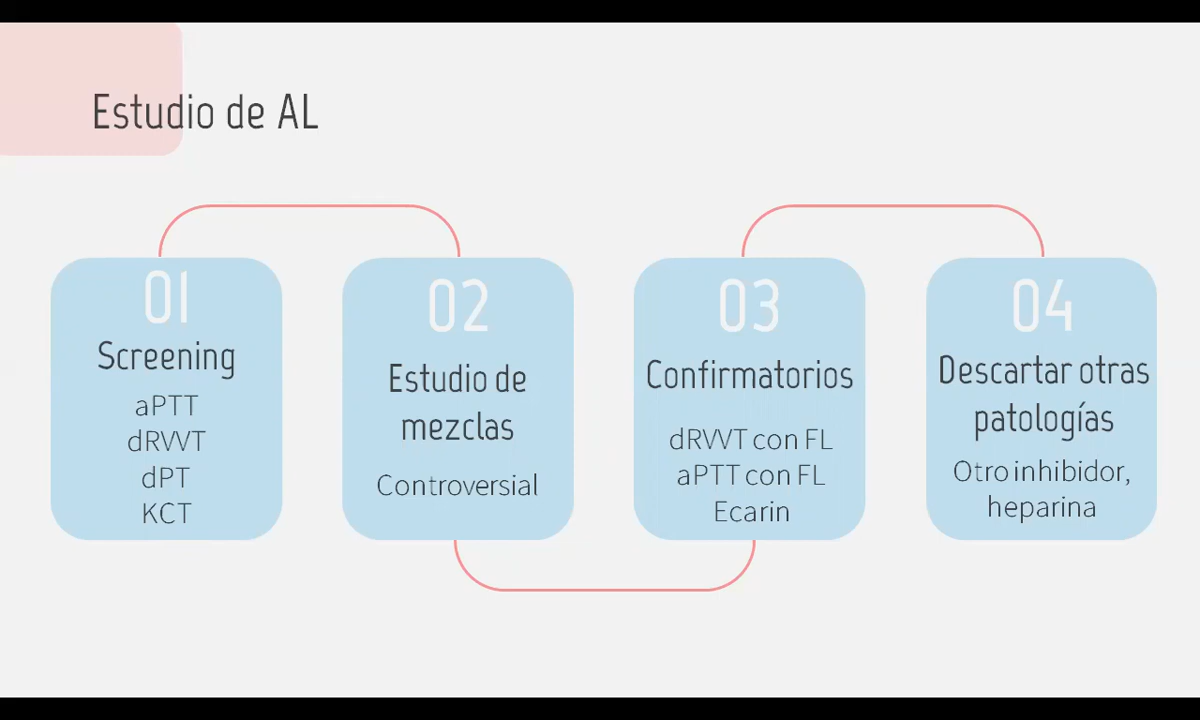 Estudio de AL
01
Screening
aPTT
dRVVT
dPT
KCT
02
Estudio de
mezclas
Controversial
03
Confirmatorios
dRVVT con FL
aPTT con FL
Ecarin
04
Descartar otras
patologías
Otro inhibidor,
heparina